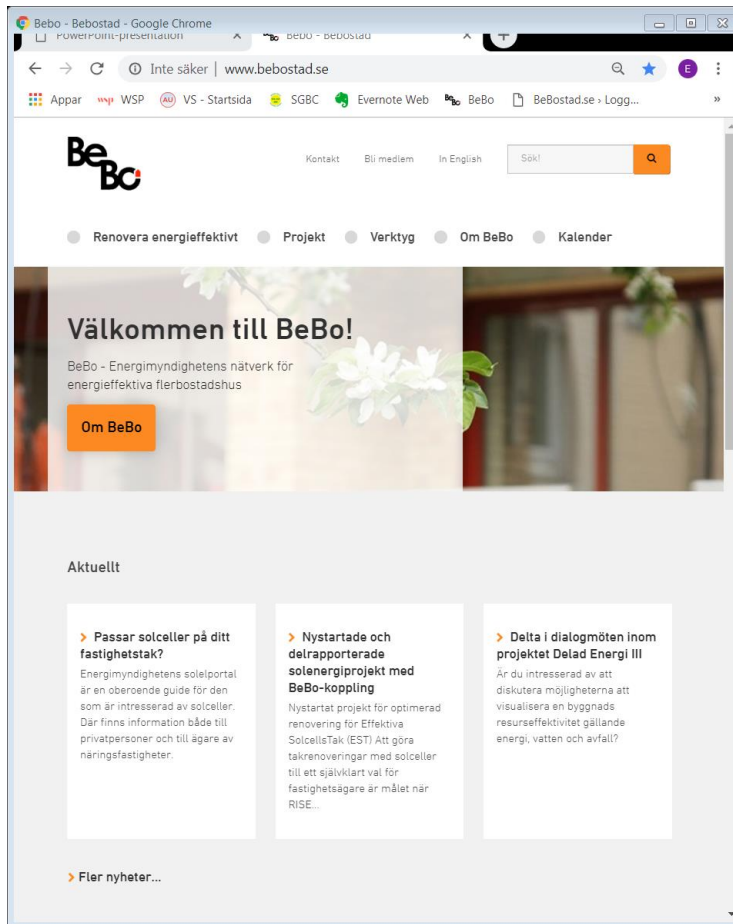 Bebo - Bebostad - Google Chrome
PowerPoint-presentation
Bebo - Bebostad
Inte säker | www.bebostad.se
E
Appar wsp WSP AU VS - Startsida SGBC Evernote Web BeBo BeBo BeBostad.se › Logg... »
BeBo
Kontakt Bli medlem In English Sök!
Renovera energieffektivt Projekt Verktyg Om BeBo Kalender
Välkommen till BeBo!
BeBo - Energimyndighetens nätverk för
energieffektiva flerbostadshus
Om BeBo
Aktuellt
Passar solceller på ditt
fastighetstak?
Energimyndighetens solelportal
är en oberoende guide för den
som är intresserad av solceller.
Där finns information både till
privatpersoner och till ägare av
näringsfastigheter.
Nystartade och
delrapporterade
solenergiprojekt med
BeBo-koppling
Nystartat projekt för optimerad
renovering för Effektiva
SolcellsTak (EST) Att göra
takrenoveringar med solceller
till ett självklart val för
fastighetsägare är målet när
RISE...
Delta i dialogmöten inom
projektet Delad Energi III
Är du intresserad av att
diskutera möjligheterna att
visualisera en byggnads
resurseffektivitet gällande
energi, vatten och avfall?
Fler nyheter...